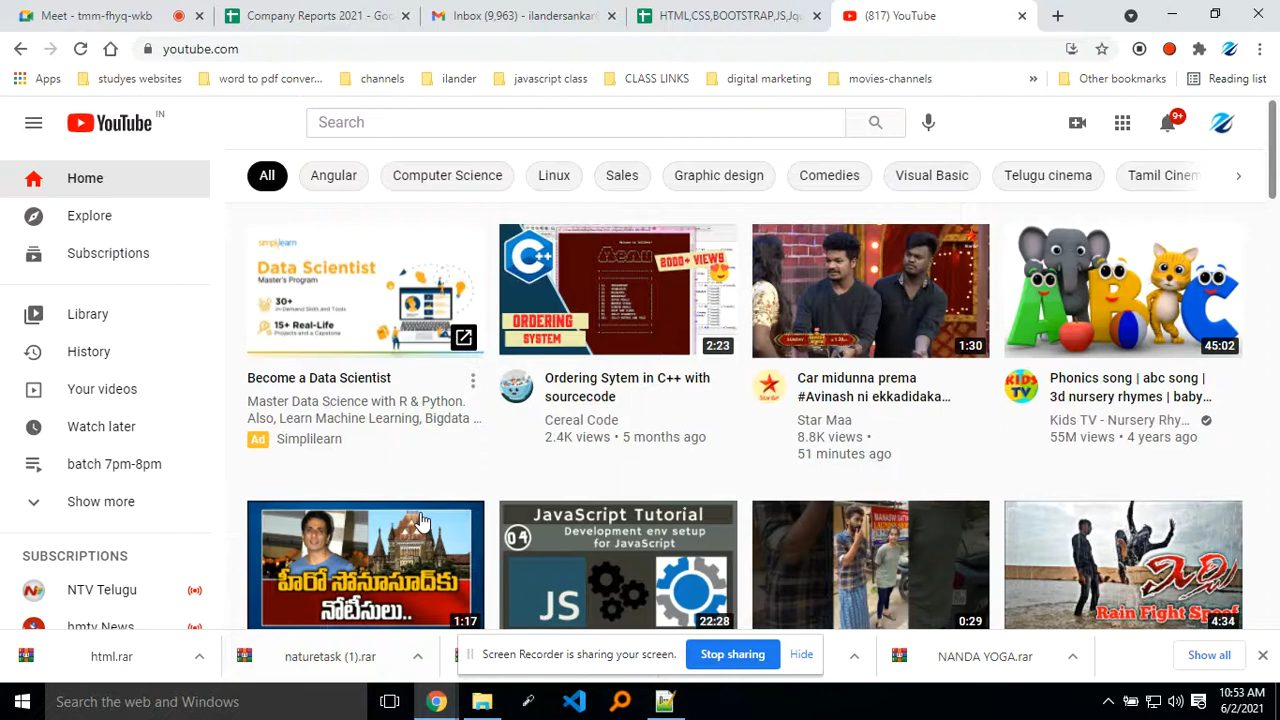 Meet - tmh-fhyq-wkb
Company Reports 2021 - Goo
Inbox (9,963) - ilandersankar
HTML,CSS,BOOTSTRAP,JS,Jq
(817) YouTube
youtube.com
Apps
studyes websites
word to pdf conver...
channels
ilander
javascript class
CLASS LINKS
digital marketing
movies-channels
»
Other bookmarks
Reading list
YouTube IN
Search
9+
All
Angular
Computer Science
Linux
Sales
Graphic design
Comedies
Visual Basic
Telugu cinema
Tamil Cinem
Home
Explore
Subscriptions
Library
History
Your videos
Watch later
batch 7pm-8pm
Show more
SUBSCRIPTIONS
NTV Telugu
hmtv News
simplilearn
Data Scientist
Master's Program
30+
In-Demand Skills and Tools
15+ Real-Life
Projects and a Capstone
Become a Data Scientist
Master Data Science with R & Python.
Also, Learn Machine Learning, Bigdata ...
Ad Simplilearn
C++
Menu
2000+ VIEWS
ORDERING
SYSTEM
2:23
Ordering Sytem in C++ with
sourcecode
Cereal Code
2.4K views • 5 months ago
1:30
Car midunna prema
#Avinash ni ekkadidaka...
Star Maa
8.8K views •
51 minutes ago
ABC
45:02
KIDS
TV
Phonics song | abc song |
3d nursery rhymes | baby...
Kids TV - Nursery Rhy...
55M views • 4 years ago
హీరో సోనూసూద్‌కు
నోటీసులు..
1:17
JavaScript Tutorial
04
Development env setup
for JavaScript
JS
22:28
0:29
Rain Fight Spoof
4:34
html.rar
naturetask (1).rar
Screen Recorder is sharing your screen.
Stop sharing
Hide
NANDA YOGA.rar
Show all
Search the web and Windows
10:53 AM
6/2/2021